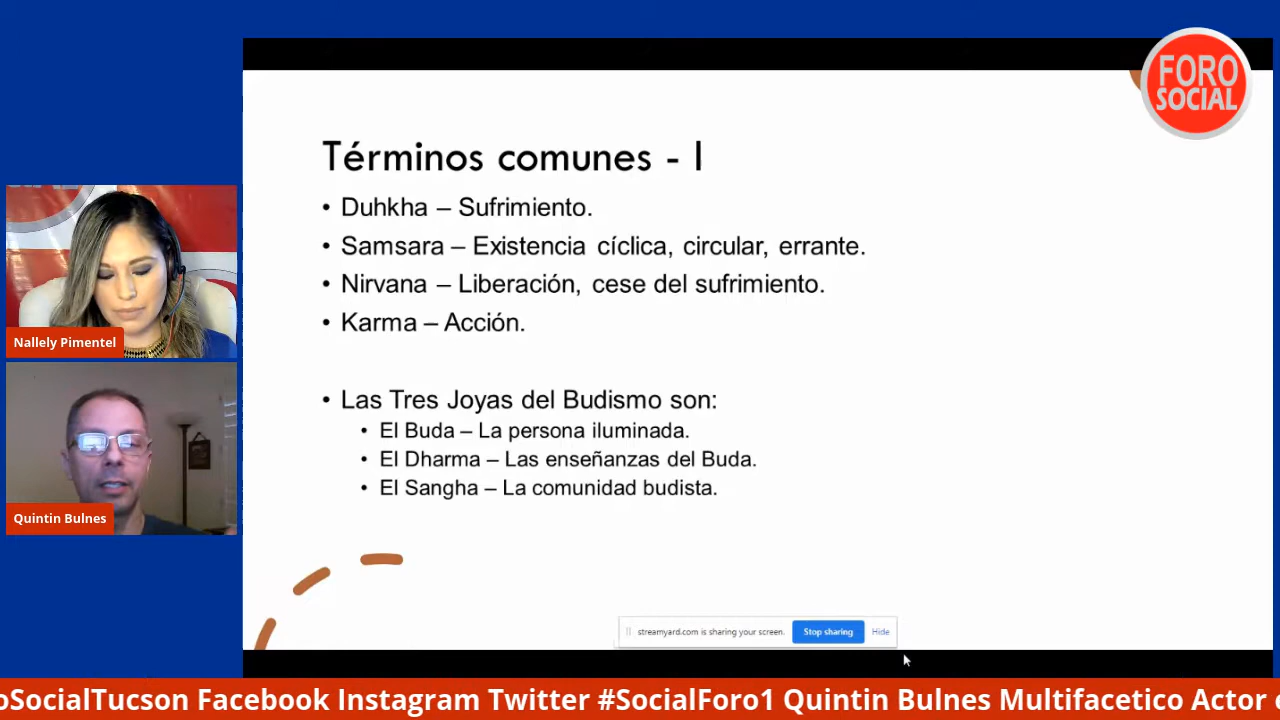 FORO
SOCIAL
Términos comunes - I
• Duhkha – Sufrimiento.
• Samsara – Existencia cíclica, circular, errante.
• Nirvana – Liberación, cese del sufrimiento.
• Karma – Acción.
• Las Tres Joyas del Budismo son:
• El Buda – La persona iluminada.
• El Dharma – Las enseñanzas del Buda.
• El Sangha – La comunidad budista.
Nallely Pimentel
Quintin Bulnes
streamyard.com is sharing your screen. Stop sharing Hide
oSocialTucson Facebook Instagram Twitter #SocialForo1 Quintin Bulnes Multifacetico Actor